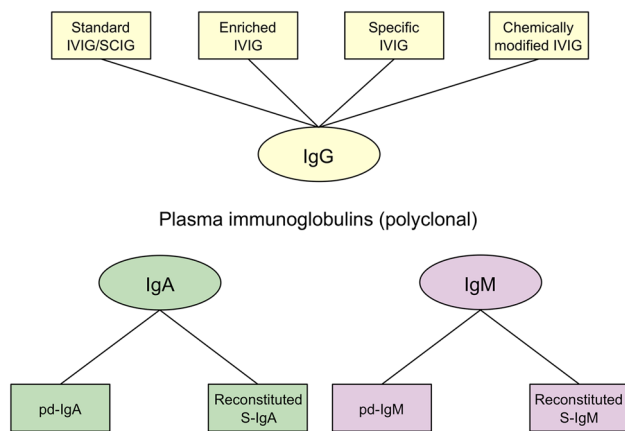 Standard
IVIG/SCIG
Enriched
IVIG
Specific
IVIG
Chemically
modified IVIG
IgG
Plasma immunoglobulins (polyclonal)
IgA
IgM
pd-IgA
Reconstituted
S-IgA
pd-IgM
Reconstituted
S-IgM